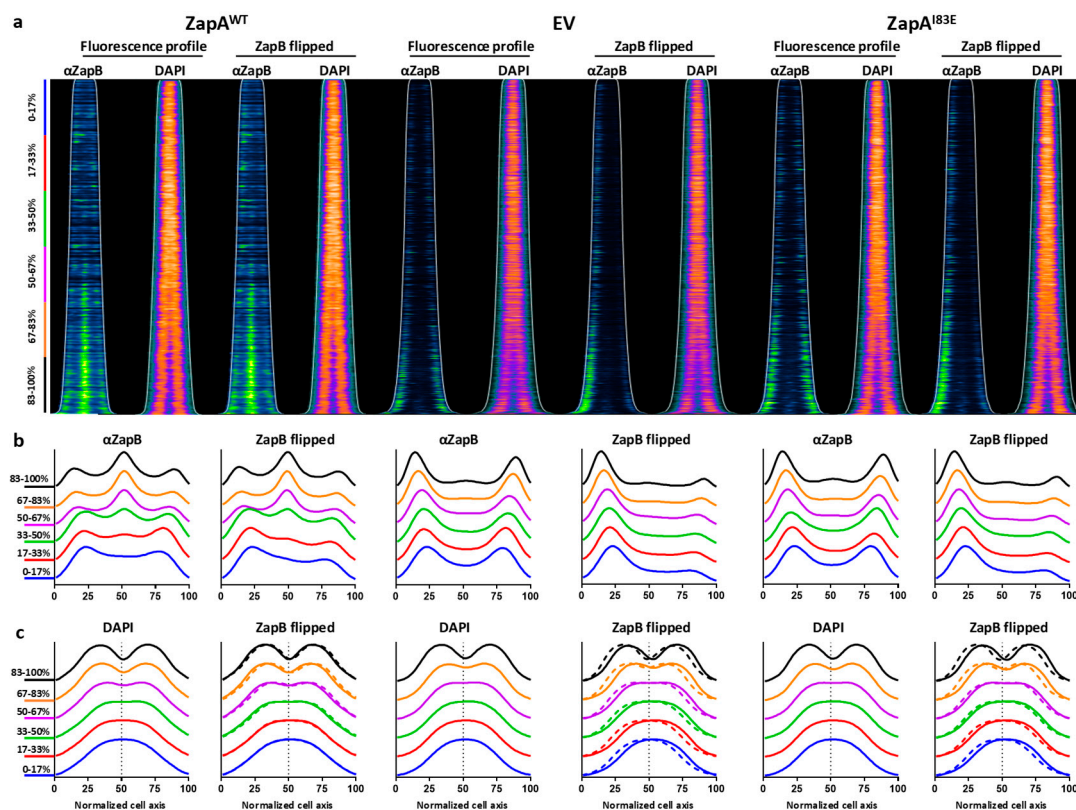 a ZapAWT EV ZapAI83E
Fluorescence profile ZapB flipped Fluorescence profile ZapB flipped Fluorescence profile ZapB flipped
αZapB DAPI αZapB DAPI αZapB DAPI αZapB DAPI αZapB DAPI αZapB DAPI
0-17%
17-33%
33-50%
50-67%
67-83%
83-100%
b αZapB ZapB flipped αZapB ZapB flipped αZapB ZapB flipped
83-100%
67-83%
50-67%
33-50%
17-33%
0-17%
0 25 50 75 100 0 25 50 75 100 0 25 50 75 100 0 25 50 75 100 0 25 50 75 100 0 25 50 75 100
c DAPI ZapB flipped DAPI ZapB flipped DAPI ZapB flipped
83-100%
67-83%
50-67%
33-50%
17-33%
0-17%
0 25 50 75 100 0 25 50 75 100 0 25 50 75 100 0 25 50 75 100 0 25 50 75 100 0 25 50 75 100
Normalized cell axis Normalized cell axis Normalized cell axis Normalized cell axis Normalized cell axis Normalized cell axis